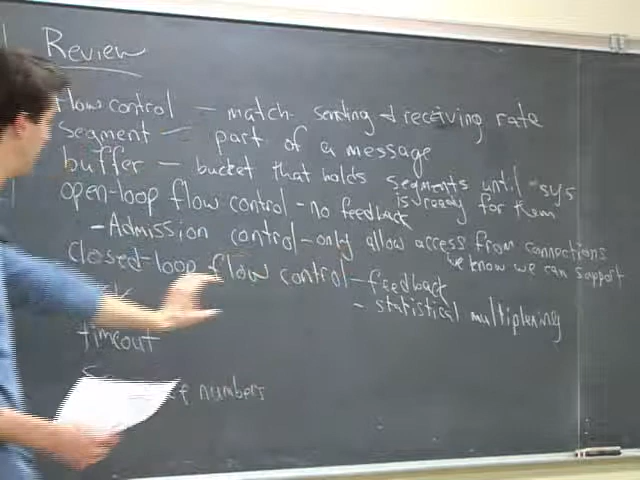 Review
flow control - match sending & receiving rate
segment - part of a message
buffer - bucket that holds segments until sys
is ready for them
open-loop flow control - no feedback
- Admission control - only allow access from connections
we know we can support
closed-loop flow control - feedback
- statistical multiplexing
timeout
numbers